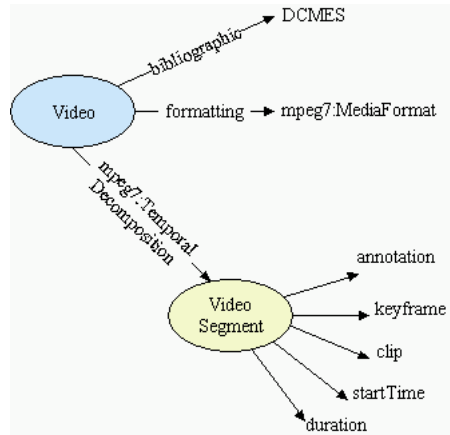 DCMES
bibliographic
Video
formatting
mpeg7:MediaFormat
mpeg7:Temporal
Decomposition
annotation
Video
Segment
keyframe
clip
startTime
duration